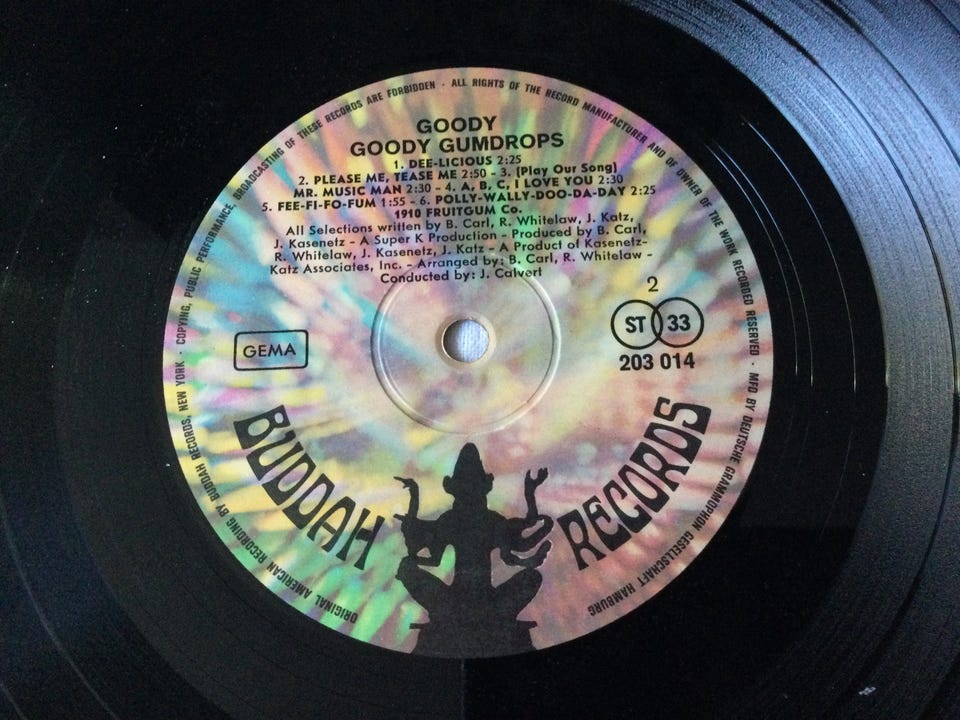 ORIGINAL AMERICAN RECORDING BY BUDDAH RECORDS, NEW YORK · COPYING, PUBLIC PERFORMANCE, BROADCASTING OF THESE RECORDS ARE FORBIDDEN · ALL RIGHTS OF THE RECORD MANUFACTURER AND OF OWNER OF THE WORK RECORDED RESERVED · MFD BY DEUTSCHE GRAMMOPHON GESELLSCHAFT HAMBURG
GOODY
GOODY GUMDROPS
1. DEE-LICIOUS 2:25
2. PLEASE ME, TEASE ME 2:50 - 3. (Play Our Song)
MR. MUSIC MAN 2:30 - 4. A, B, C, I LOVE YOU 2:30
5. FEE-FI-FO-FUM 1:55 - 6. POLLY-WALLY-DOO-DA-DAY 2:25
1910 FRUITGUM Co.
All Selections written by B. Carl, R. Whitelaw, J. Katz,
J. Kasenetz - A Super K Production - Produced by B. Carl,
R. Whitelaw, J. Kasenetz, J. Katz - A Product of Kasenetz-
Katz Associates, Inc. - Arranged by: B. Carl, R. Whitelaw -
Conducted by: J. Calvert
2
GEMA
ST 33
203 014
BUDDAH RECORDS